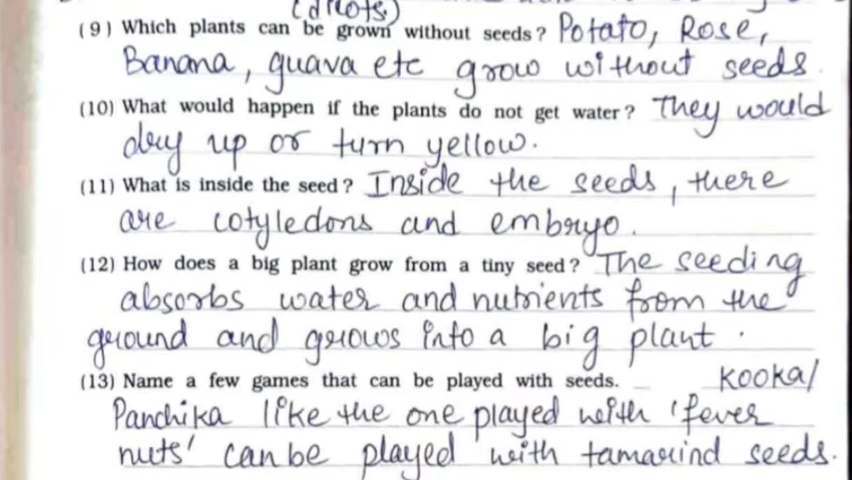 (droots)
(9) Which plants can be grown without seeds? Potato, Rose,
Banana, guava etc grow without seeds.
(10) What would happen if the plants do not get water? They would
dry up or turn yellow.
(11) What is inside the seed? Inside the seeds, there
are cotyledons and embryo.
(12) How does a big plant grow from a tiny seed? The seeding
absorbs water and nutrients from the
ground and grows into a big plant.
(13) Name a few games that can be played with seeds. Kooka/
Panchika like the one played with 'fever
nuts' can be played with tamarind seeds.